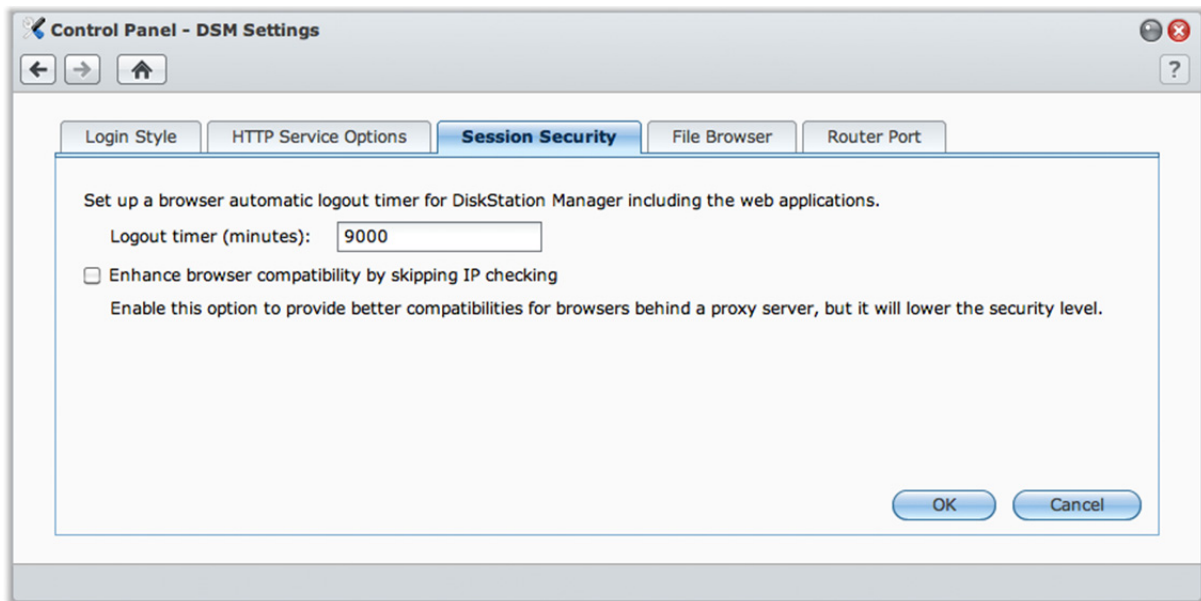 Control Panel - DSM Settings
?
Login Style HTTP Service Options Session Security File Browser Router Port
Set up a browser automatic logout timer for DiskStation Manager including the web applications.
Logout timer (minutes): 9000
Enhance browser compatibility by skipping IP checking
Enable this option to provide better compatibilities for browsers behind a proxy server, but it will lower the security level.
OK Cancel